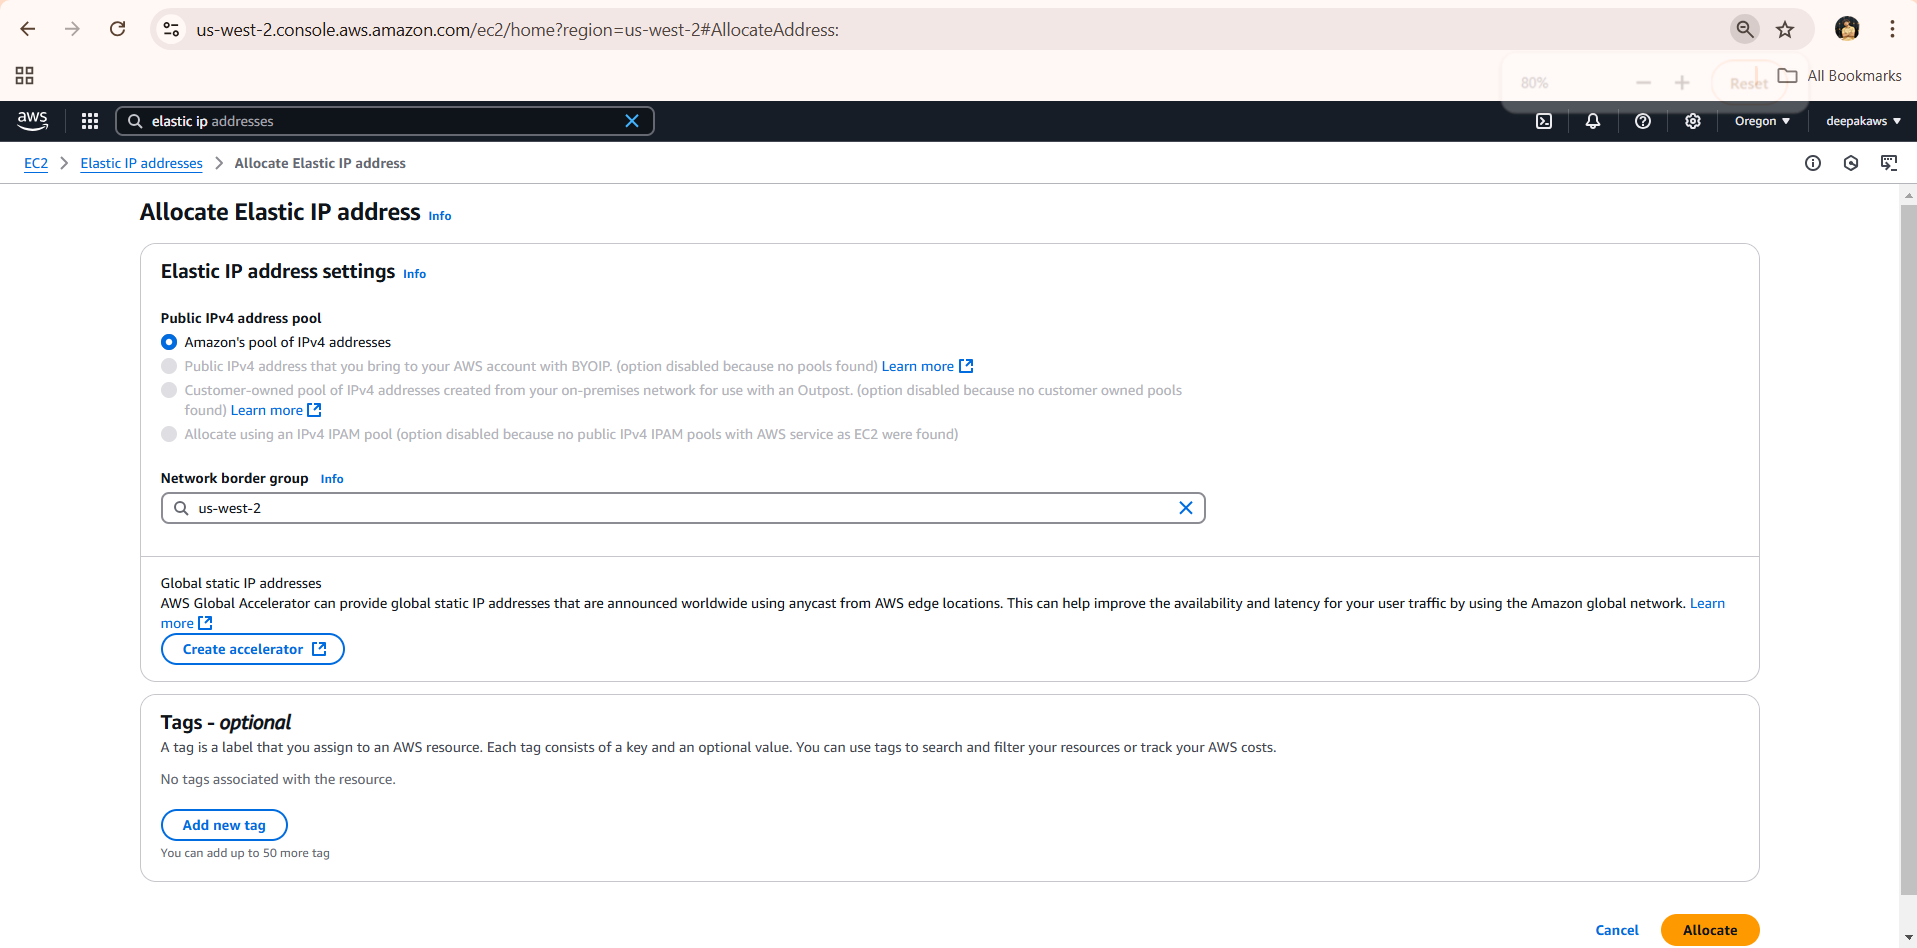 us-west-2.console.aws.amazon.com/ec2/home?region=us-west-2#AllocateAddress:
80%
Reset
All Bookmarks
aws
elastic ip addresses
Oregon
deepakaws
EC2
Elastic IP addresses
Allocate Elastic IP address
Allocate Elastic IP address Info
Elastic IP address settings Info
Public IPv4 address pool
Amazon's pool of IPv4 addresses
Public IPv4 address that you bring to your AWS account with BYOIP. (option disabled because no pools found) Learn more
Customer-owned pool of IPv4 addresses created from your on-premises network for use with an Outpost. (option disabled because no customer owned pools
found) Learn more
Allocate using an IPv4 IPAM pool (option disabled because no public IPv4 IPAM pools with AWS service as EC2 were found)
Network border group Info
us-west-2
Global static IP addresses
AWS Global Accelerator can provide global static IP addresses that are announced worldwide using anycast from AWS edge locations. This can help improve the availability and latency for your user traffic by using the Amazon global network. Learn
more
Create accelerator
Tags - optional
A tag is a label that you assign to an AWS resource. Each tag consists of a key and an optional value. You can use tags to search and filter your resources or track your AWS costs.
No tags associated with the resource.
Add new tag
You can add up to 50 more tag
Cancel
Allocate